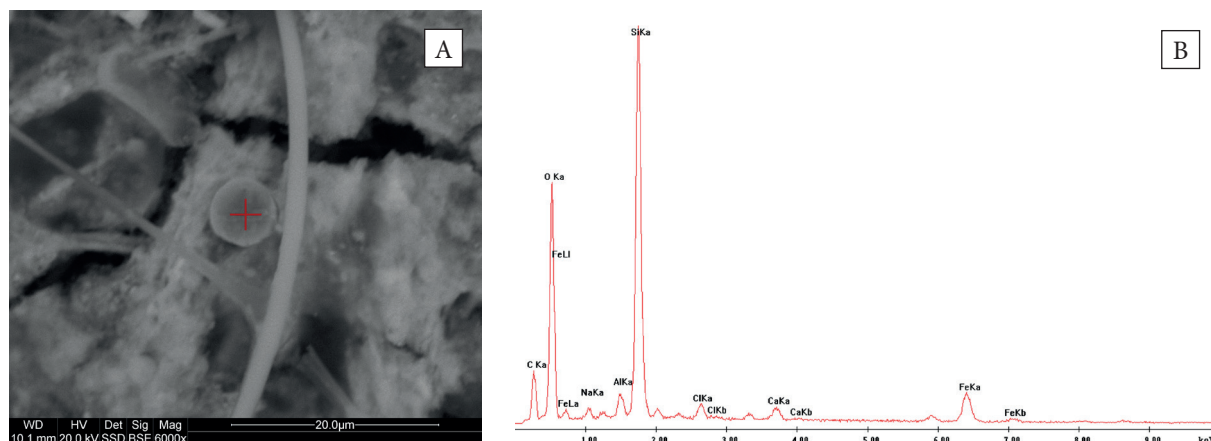 A
WD HV Det Sig Mag 20.0µm
10.1 mm 20.0 kV SSD BSE 6000x
B
SiKa
O Ka
FeLl
C Ka
FeLa
NaKa
AlKa
ClKa
ClKb
CaKa
CaKb
FeKa
FeKb
1.00 2.00 3.00 4.00 5.00 6.00 7.00 8.00 9.00